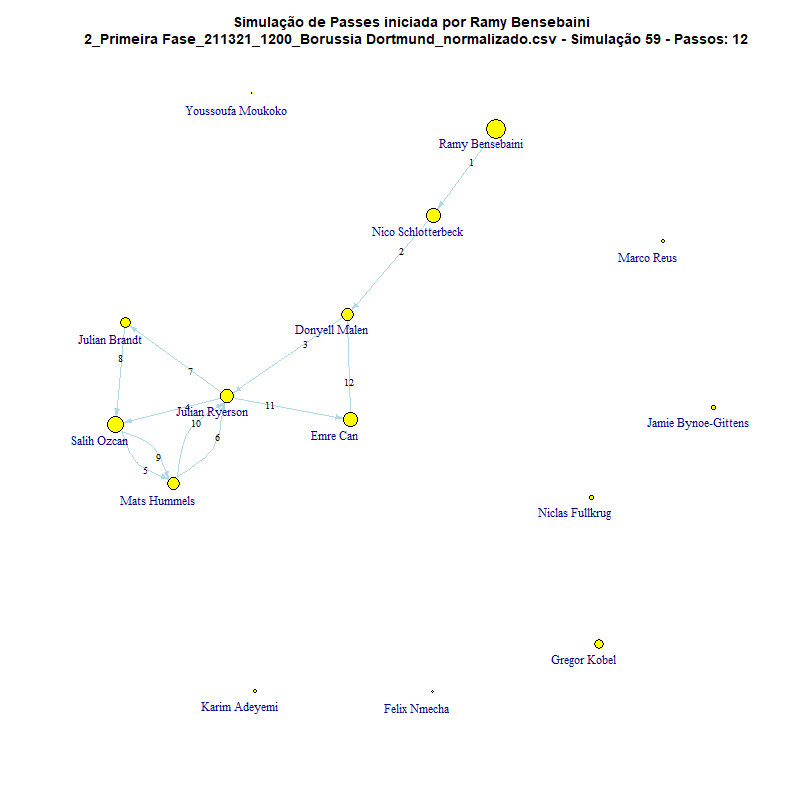 Simulação de Passes iniciada por Ramy Bensebaini
2_Primeira Fase_211321_1200_Borussia Dortmund_normalizado.csv - Simulação 59 - Passos: 12
Youssoufa Moukoko
Ramy Bensebaini
1
Nico Schlotterbeck
2
Marco Reus
Donyell Malen
Julian Brandt
3
8
7
12
4
11
Julian Ryerson
Jamie Bynoe-Gittens
10
Emre Can
Salih Ozcan
6
9
5
Mats Hummels
Niclas Fullkrug
Gregor Kobel
Karim Adeyemi
Felix Nmecha